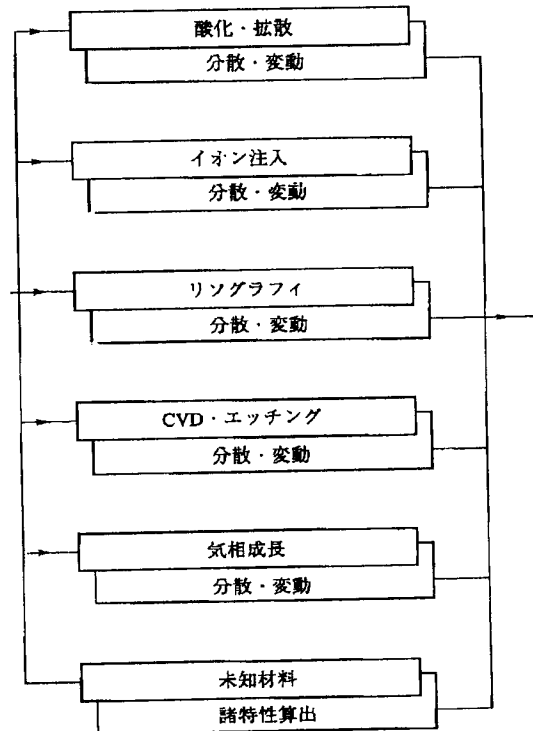 酸化・拡散
分散・変動
イオン注入
分散・変動
リソグラフィ
分散・変動
CVD・エッチング
分散・変動
気相成長
分散・変動
未知材料
諸特性算出